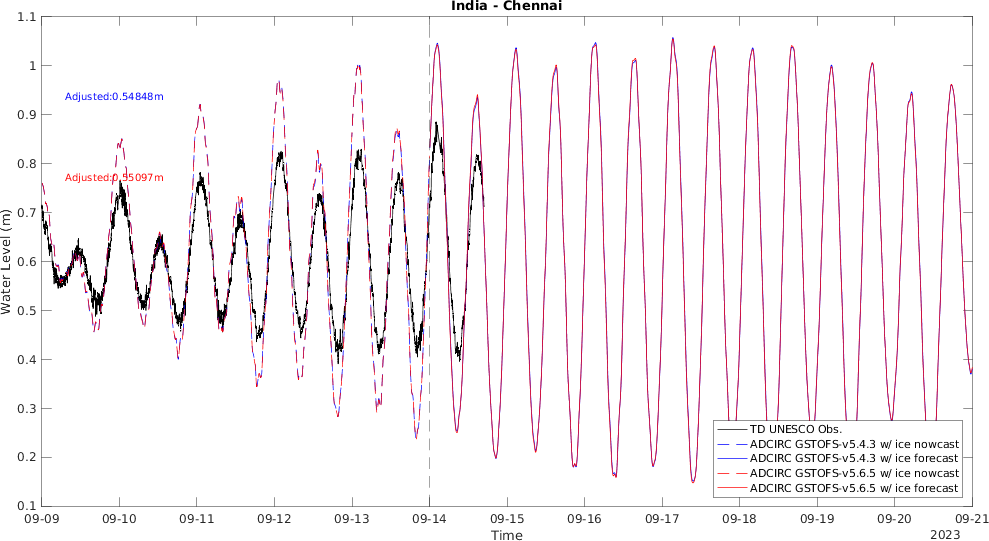 India - Chennai
1.1
1
0.9
0.8
0.7
0.6
0.5
0.4
0.3
0.2
0.1
Water Level (m)
Adjusted:0.54848m
Adjusted:0.55097m
TD UNESCO Obs.
ADCIRC GSTOFS-v5.4.3 w/ ice nowcast
ADCIRC GSTOFS-v5.4.3 w/ ice forecast
ADCIRC GSTOFS-v5.6.5 w/ ice nowcast
ADCIRC GSTOFS-v5.6.5 w/ ice forecast
09-09 09-10 09-11 09-12 09-13 09-14 09-15 09-16 09-17 09-18 09-19 09-20 09-21
Time
2023